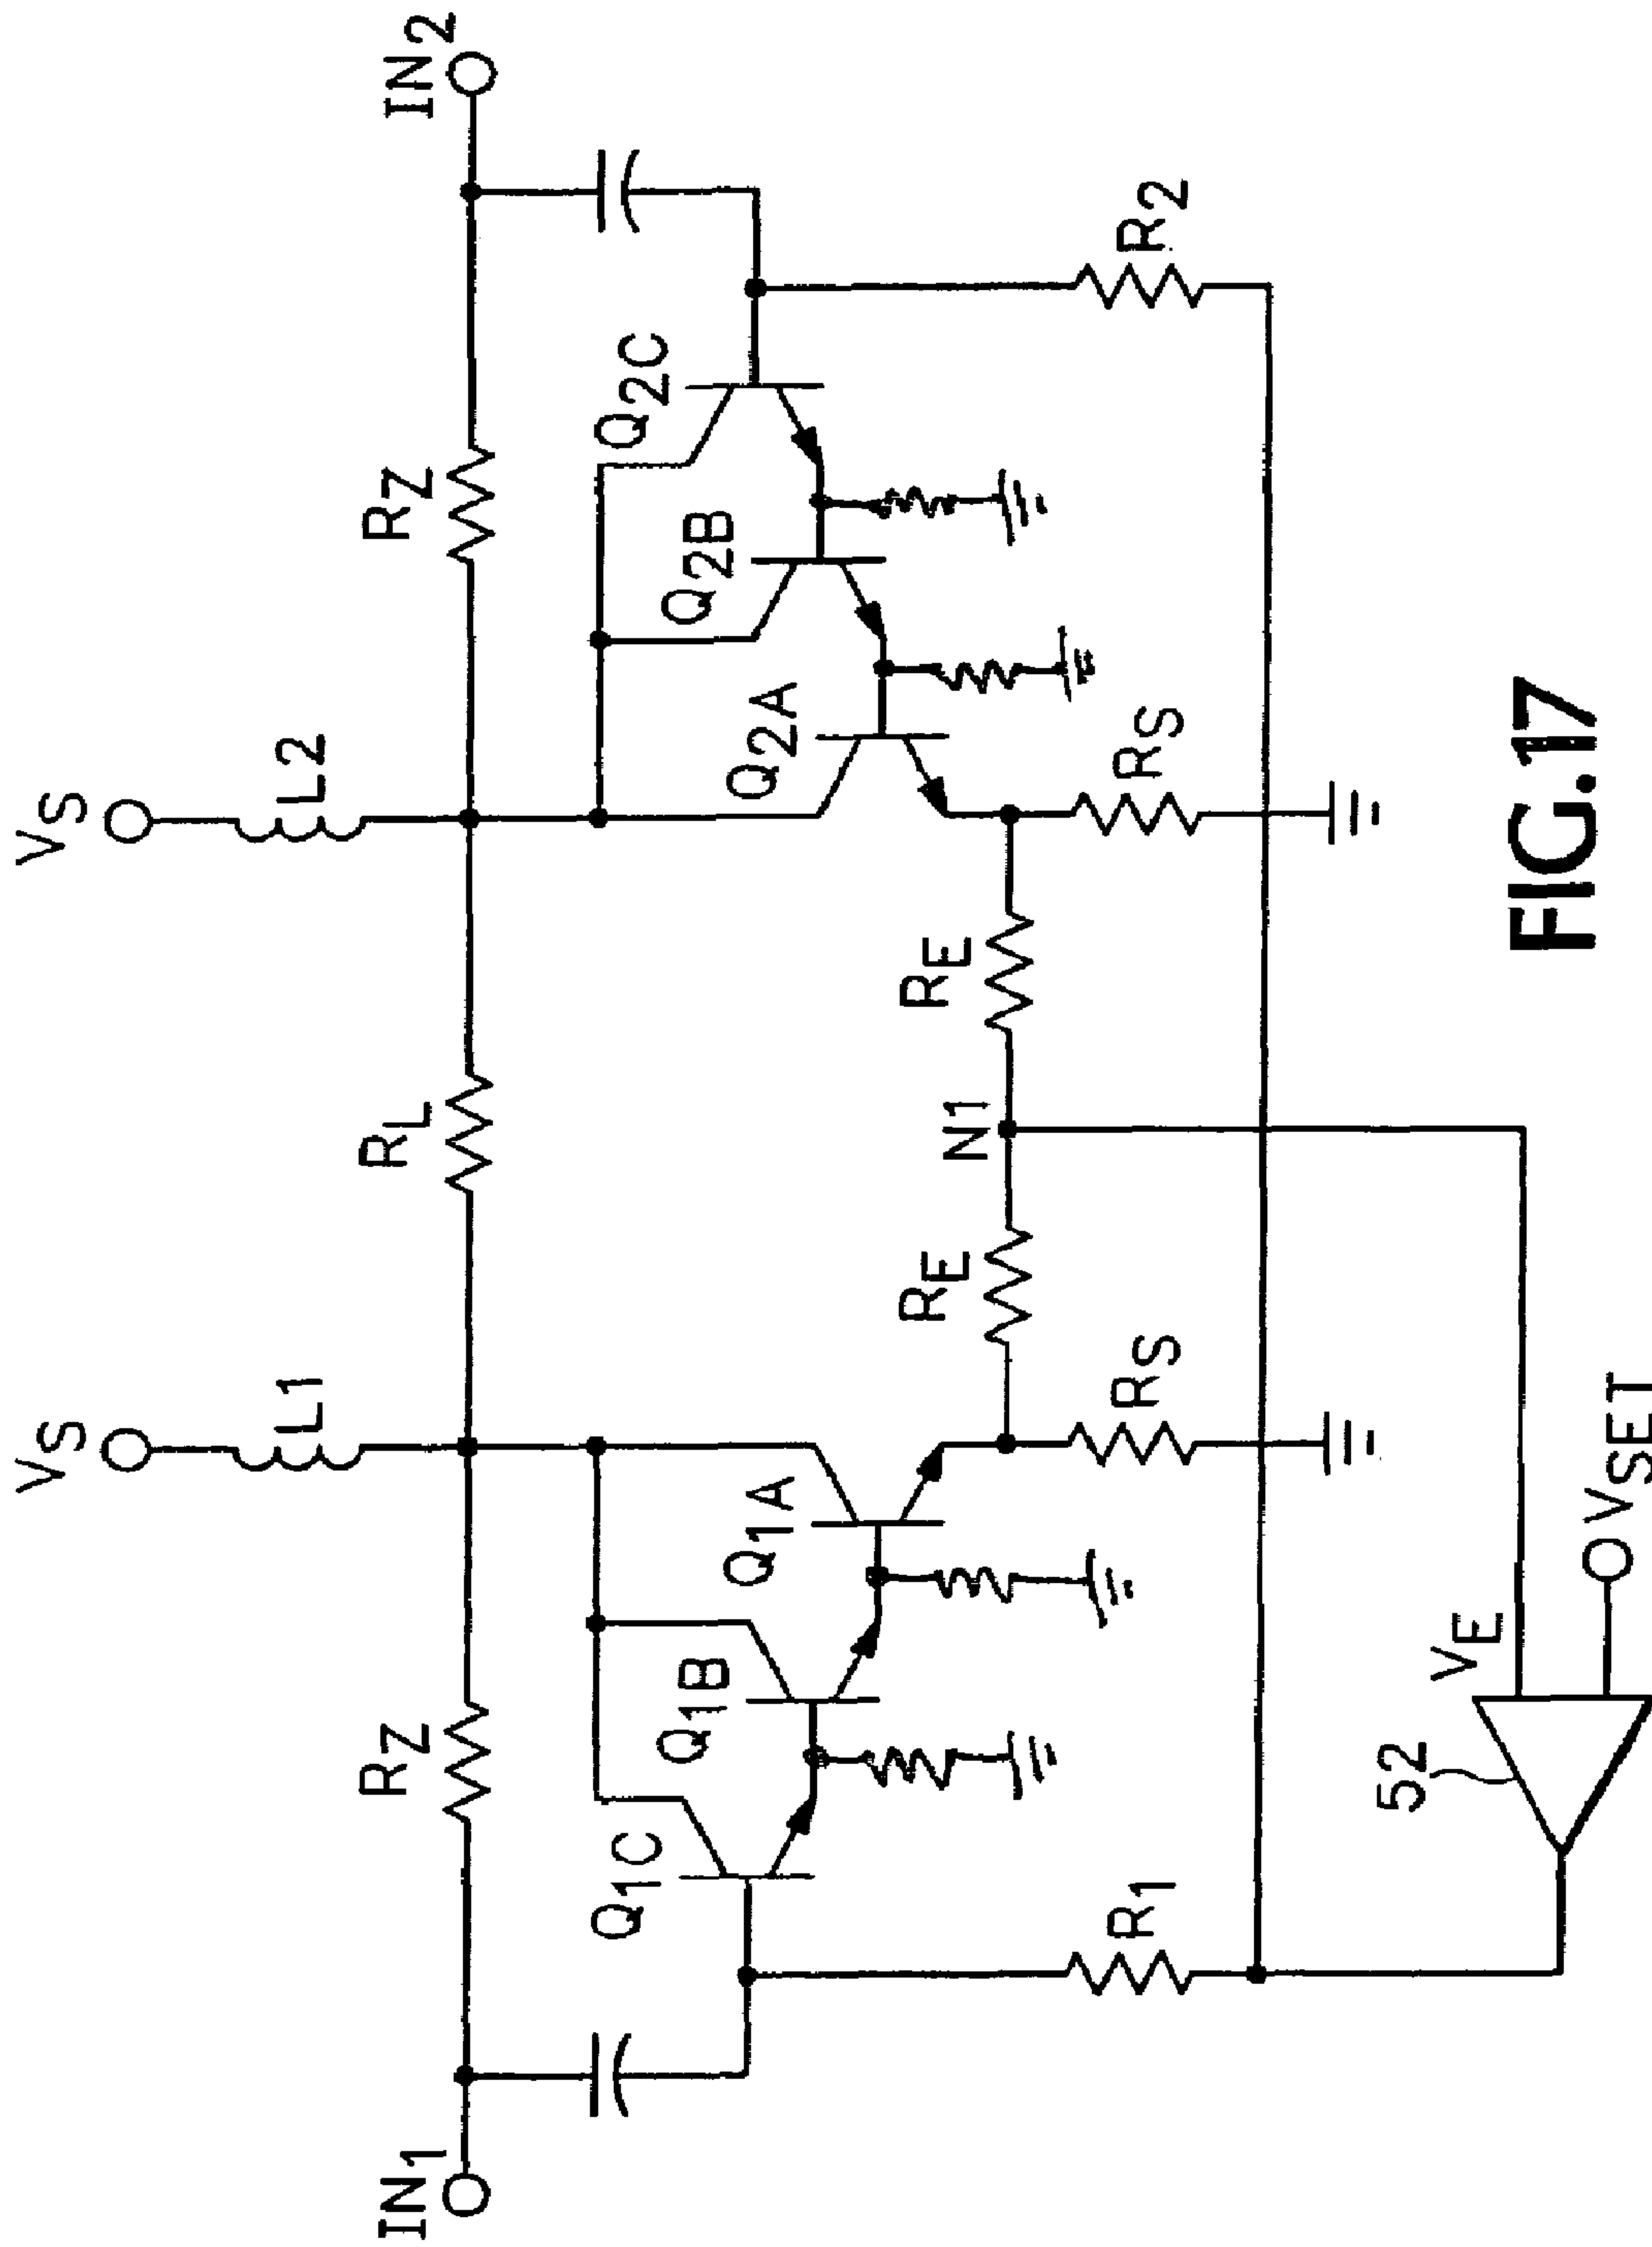 VS
VS
L1
L2
IN1
RZ
RL
RZ
IN2
Q1C
Q1B
Q1A
Q2A
Q2B
Q2C
RE
N1
RE
R1
RS
RS
R2
52
VE
VSET
FIG.17